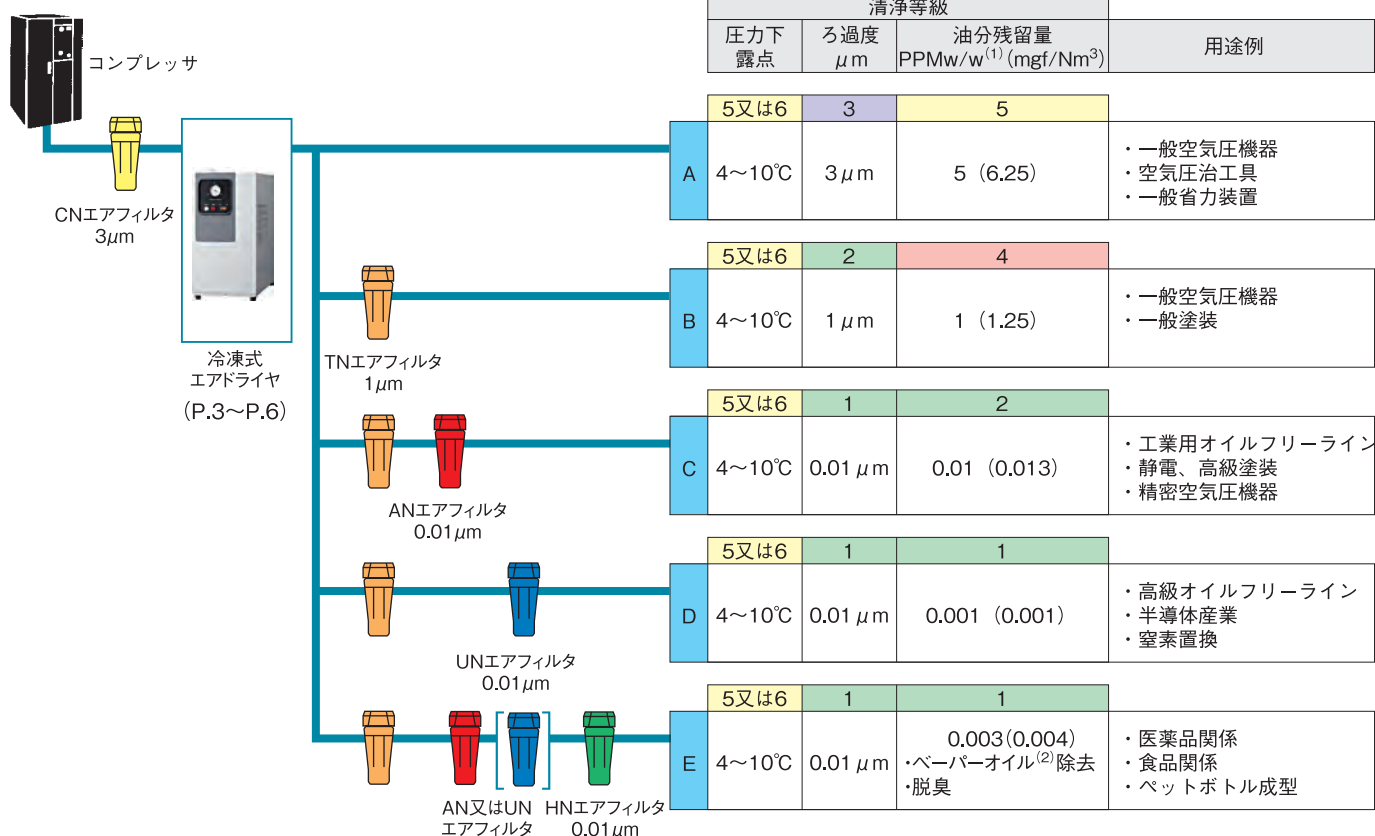 清浄等級
圧力下
露点
ろ過度
μm
油分残留量
PPMw/w(1)(mgf/Nm³)
用途例
コンプレッサ
CNエアフィルタ
3μm
冷凍式
エアドライヤ
(P.3〜P.6)
5又は6
3
5
A
4〜10℃
3μm
5(6.25)
・一般空気圧機器
・空気圧治工具
・一般省力装置
TNエアフィルタ
1μm
5又は6
2
4
B
4〜10℃
1μm
1(1.25)
・一般空気圧機器
・一般塗装
ANエアフィルタ
0.01μm
5又は6
1
2
C
4〜10℃
0.01μm
0.01(0.013)
・工業用オイルフリーライン
・静電、高級塗装
・精密空気圧機器
UNエアフィルタ
0.01μm
5又は6
1
1
D
4〜10℃
0.01μm
0.001(0.001)
・高級オイルフリーライン
・半導体産業
・窒素置換
AN又はUN
エアフィルタ
HNエアフィルタ
0.01μm
5又は6
1
1
E
4〜10℃
0.01μm
0.003(0.004)
・ベーパーオイル(2)除去
・脱臭
・医薬品関係
・食品関係
・ペットボトル成型